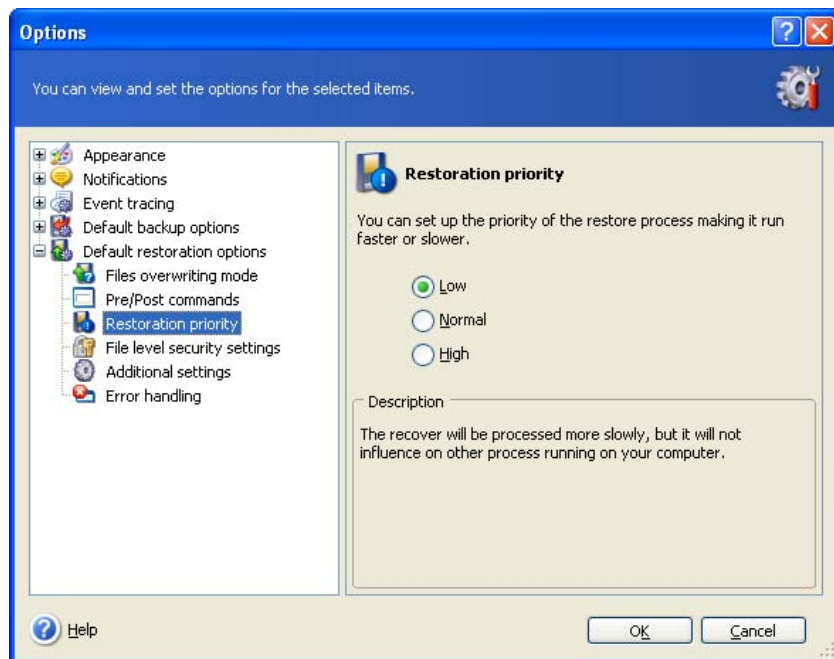 Options
You can view and set the options for the selected items.
Appearance
Notifications
Event tracing
Default backup options
Default restoration options
Files overwriting mode
Pre/Post commands
Restoration priority
File level security settings
Additional settings
Error handling
Restoration priority
You can set up the priority of the restore process making it run
faster or slower.
Low
Normal
High
Description
The recover will be processed more slowly, but it will not
influence on other process running on your computer.
Help
OK
Cancel